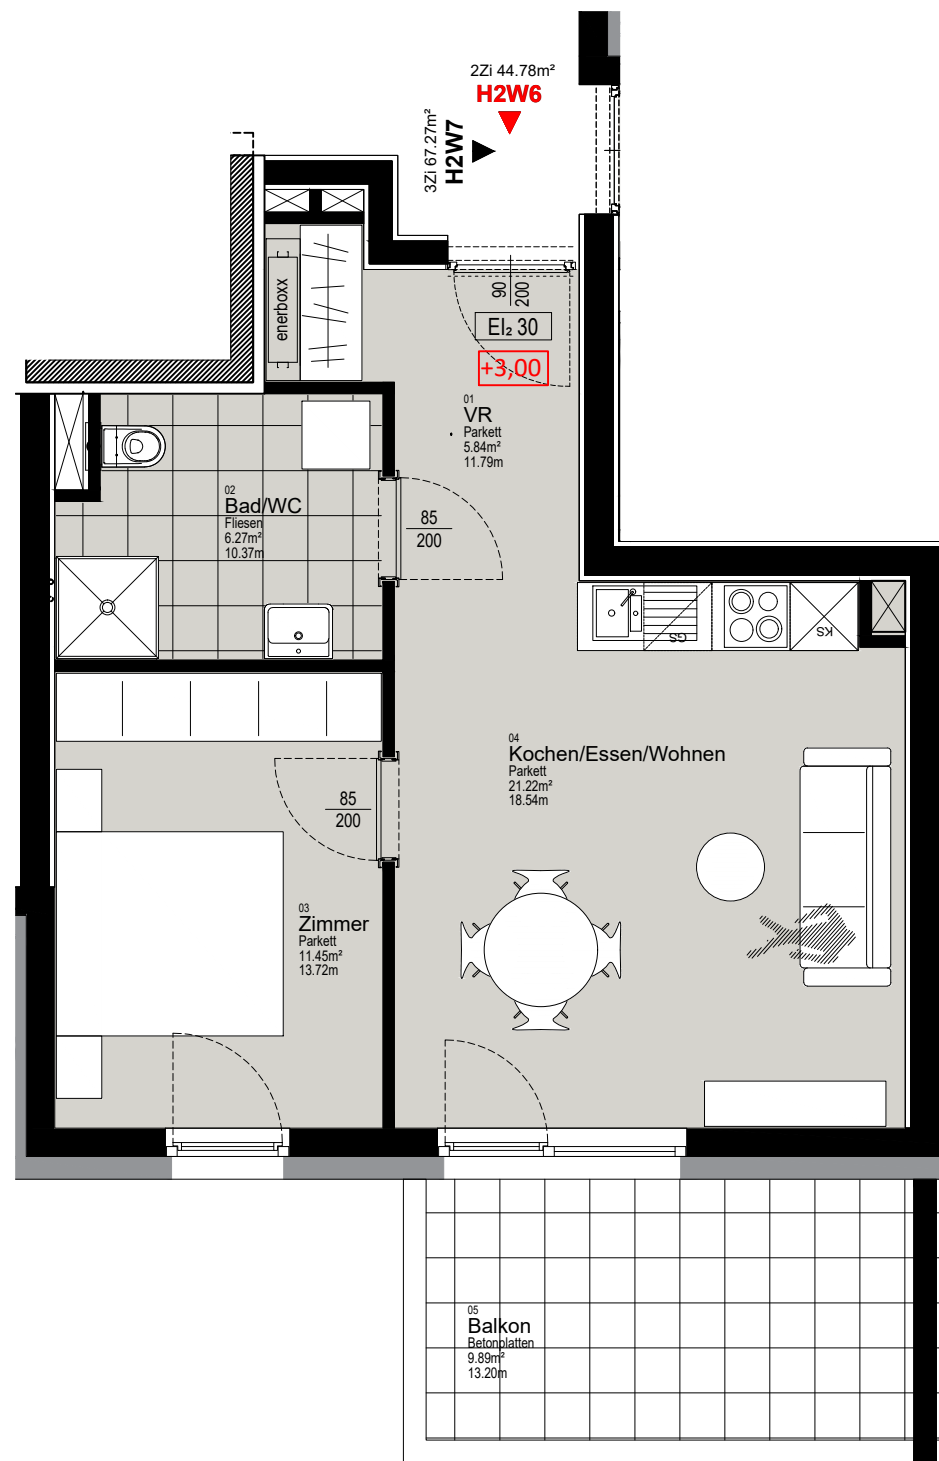 2Zi 44.78m²
H2W6
3Zi 67.27m²
H2W7
90
200
EI₂ 30
+3,00
enerboxx
01
VR
Parkett
5.84m²
11.79m
02
Bad/WC
Fliesen
6.27m²
10.37m
85
200
GS
KS
04
Kochen/Essen/Wohnen
Parkett
21.22m²
18.54m
85
200
03
Zimmer
Parkett
11.45m²
13.72m
05
Balkon
Betonplatten
9.89m²
13.20m